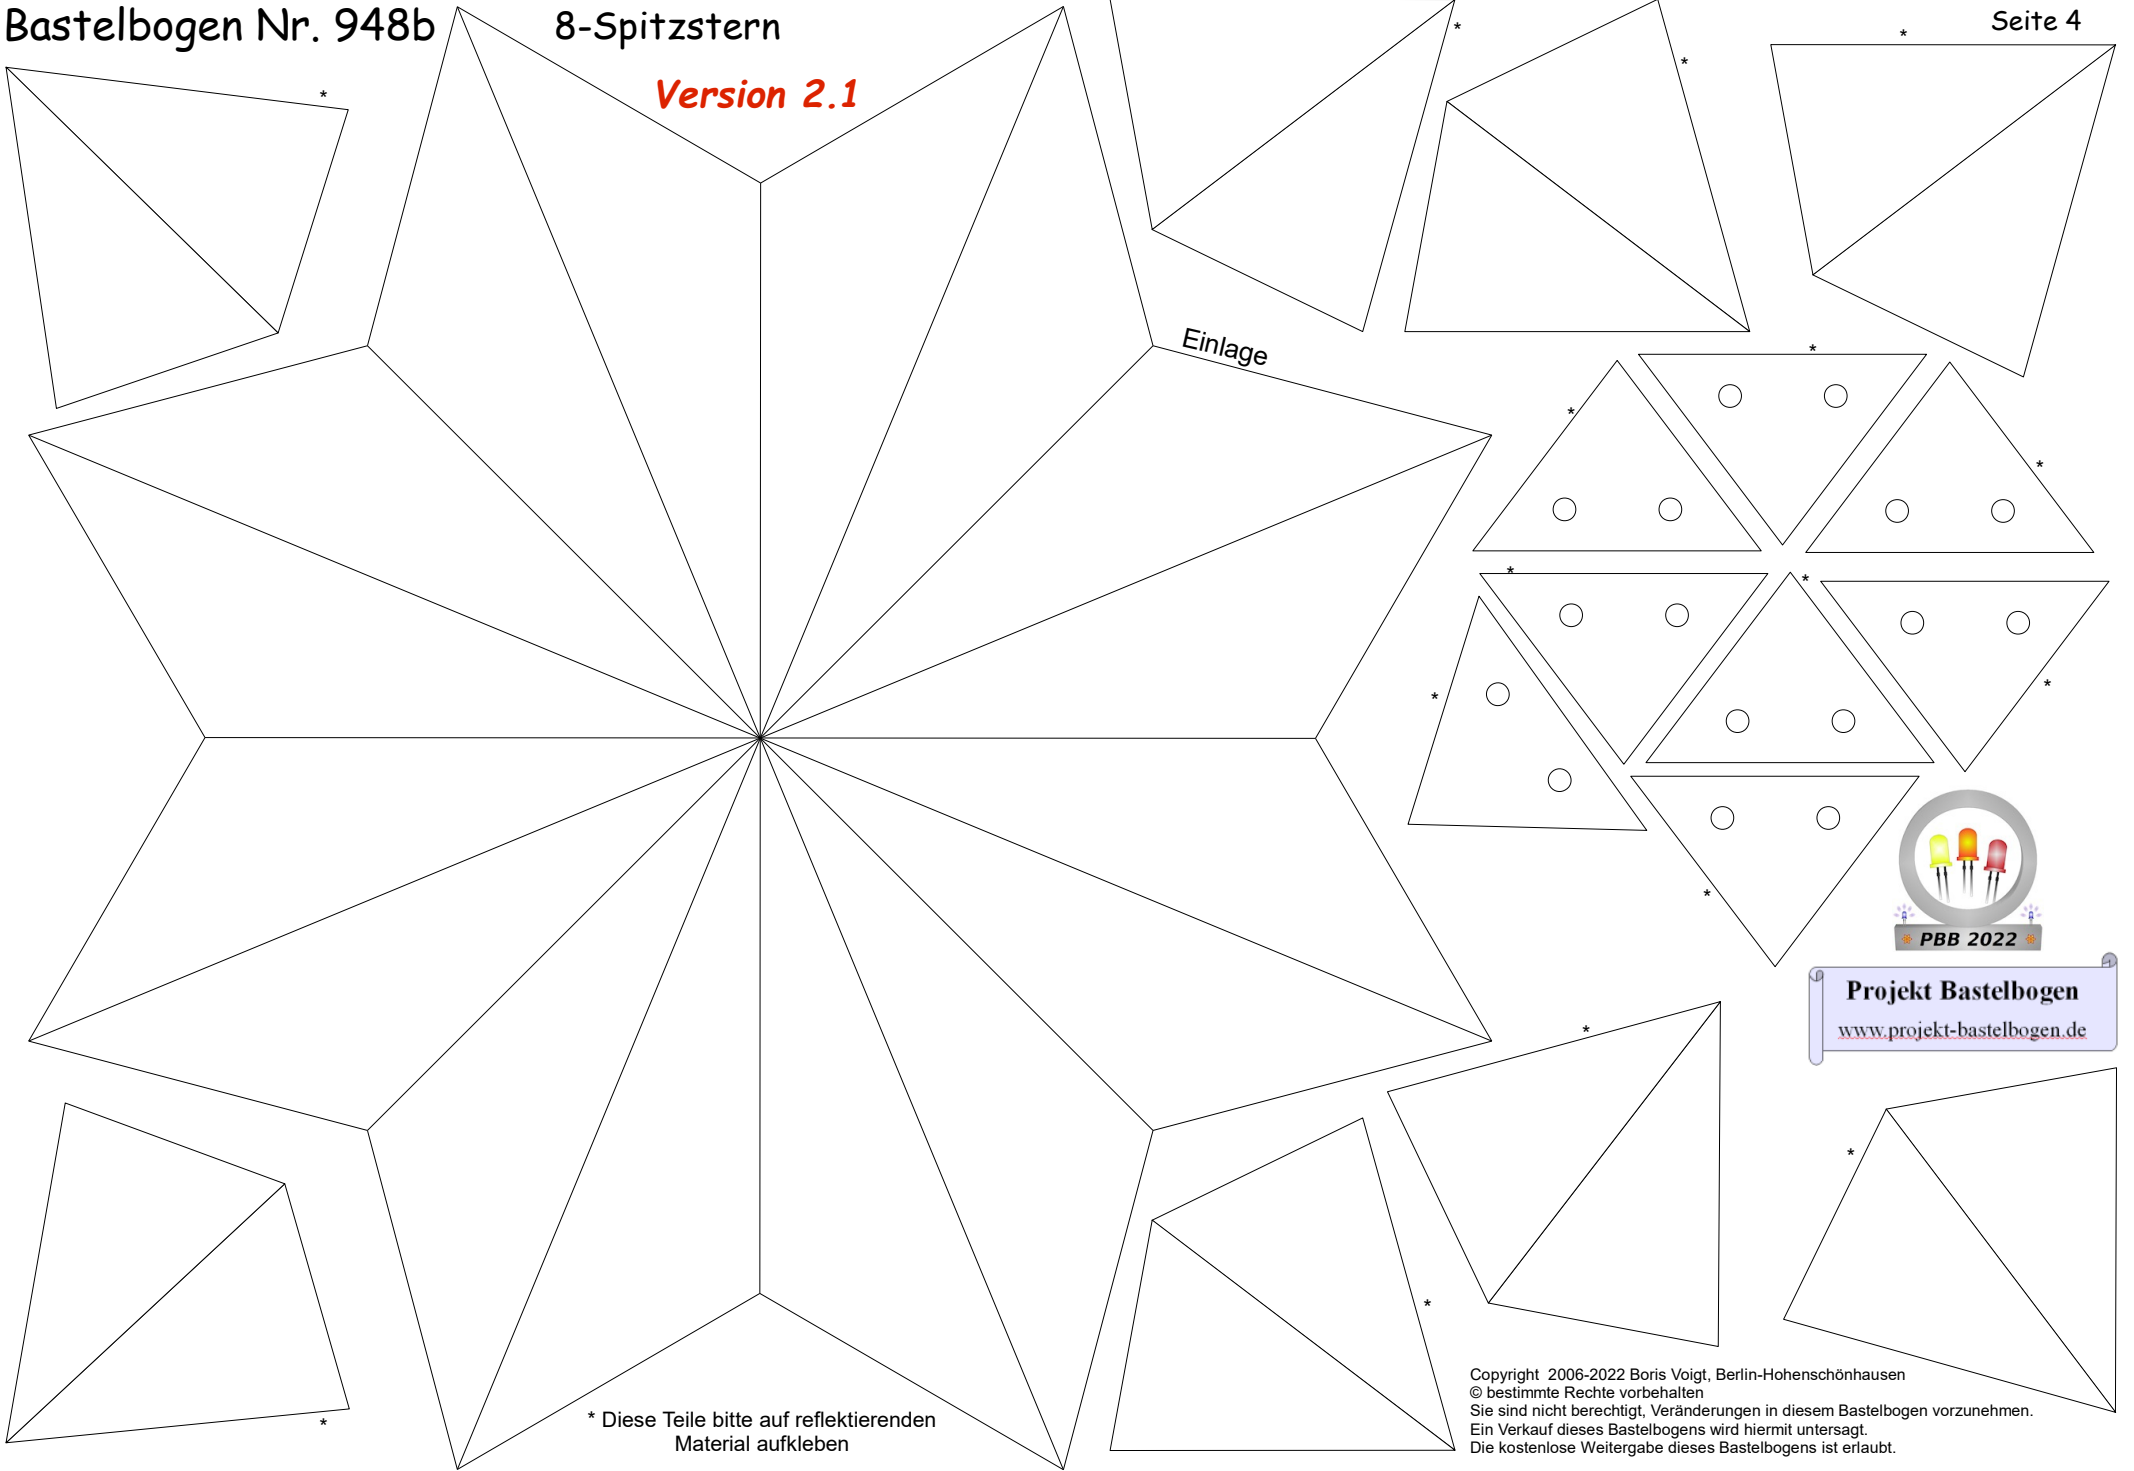 Bastelbogen Nr. 948b
8-Spitzstern
Seite 4
Version 2.1
*
*
*
*
Einlage
*
*
*
*
*
*
*
*
PBB 2022
Projekt Bastelbogen
www.projekt-bastelbogen.de
*
*
*
*
* Diese Teile bitte auf reflektierenden
Material aufkleben
Copyright 2006-2022 Boris Voigt, Berlin-Hohenschönhausen
© bestimmte Rechte vorbehalten
Sie sind nicht berechtigt, Veränderungen in diesem Bastelbogen vorzunehmen.
Ein Verkauf dieses Bastelbogens wird hiermit untersagt.
Die kostenlose Weitergabe dieses Bastelbogens ist erlaubt.